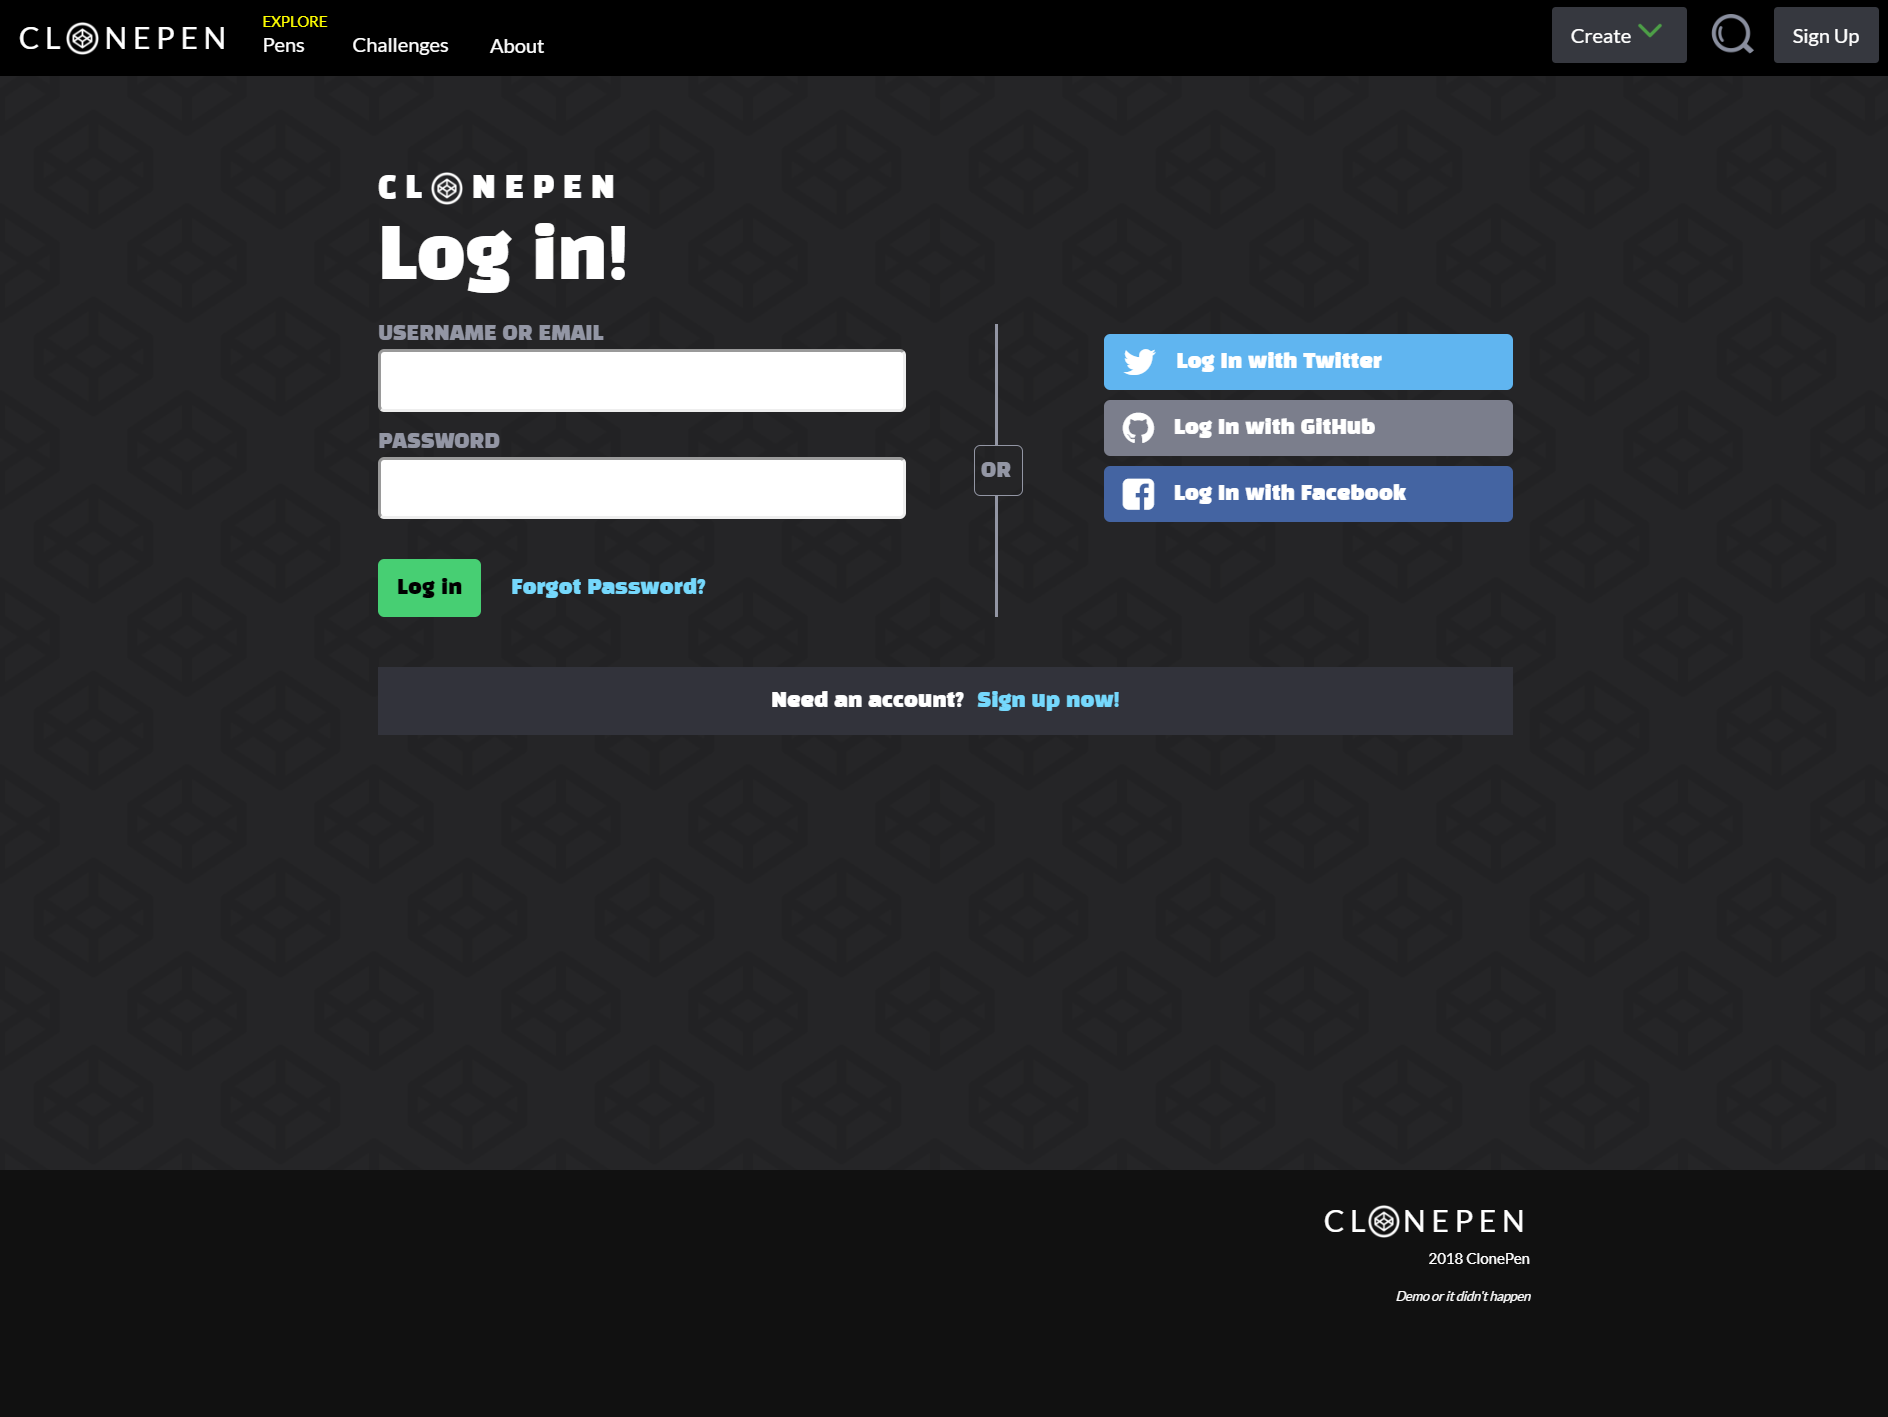 CLONEPEN
EXPLORE
Pens
Challenges
About
Create
Sign Up
CLONEPEN
Log in!
USERNAME OR EMAIL
PASSWORD
Log in
Forgot Password?
OR
Log In with Twitter
Log In with GitHub
Log In with Facebook
Need an account? Sign up now!
CLONEPEN
2018 ClonePen
Demo or it didn't happen